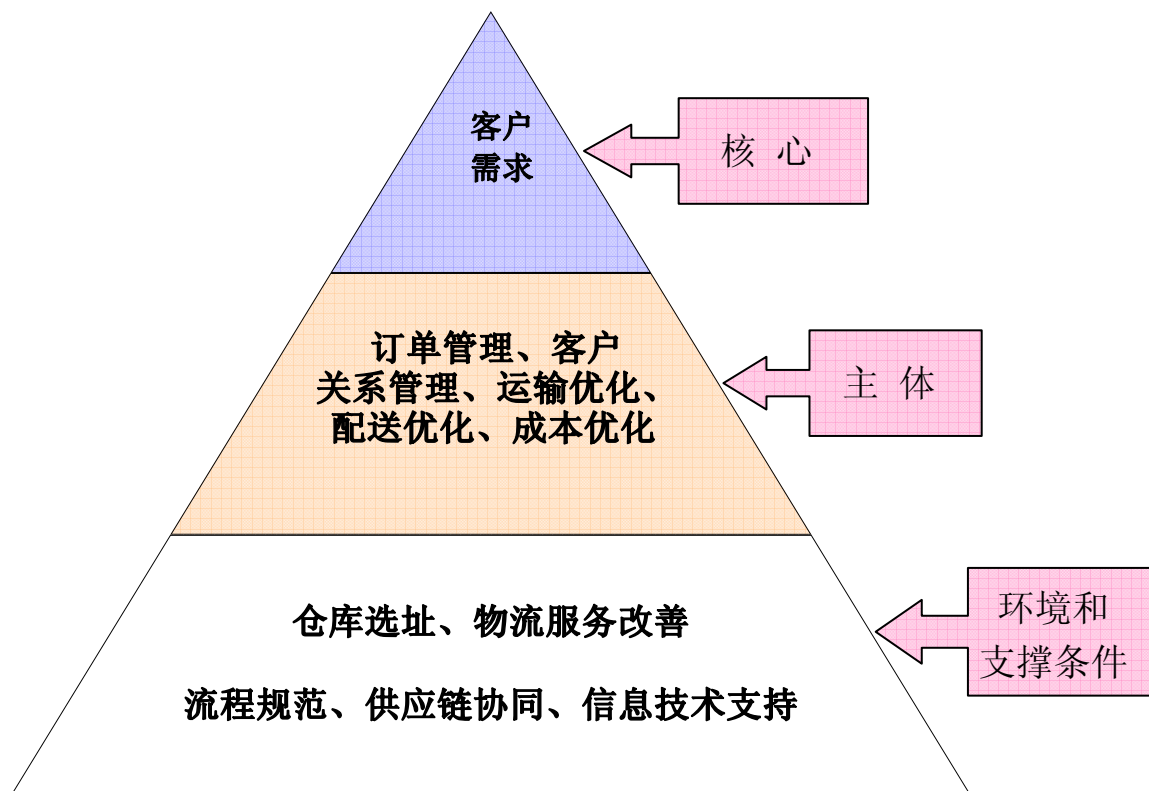 客户
需求
核 心
订单管理、客户
关系管理、运输优化、
配送优化、成本优化
主 体
仓库选址、物流服务改善
流程规范、供应链协同、信息技术支持
环境和
支撑条件